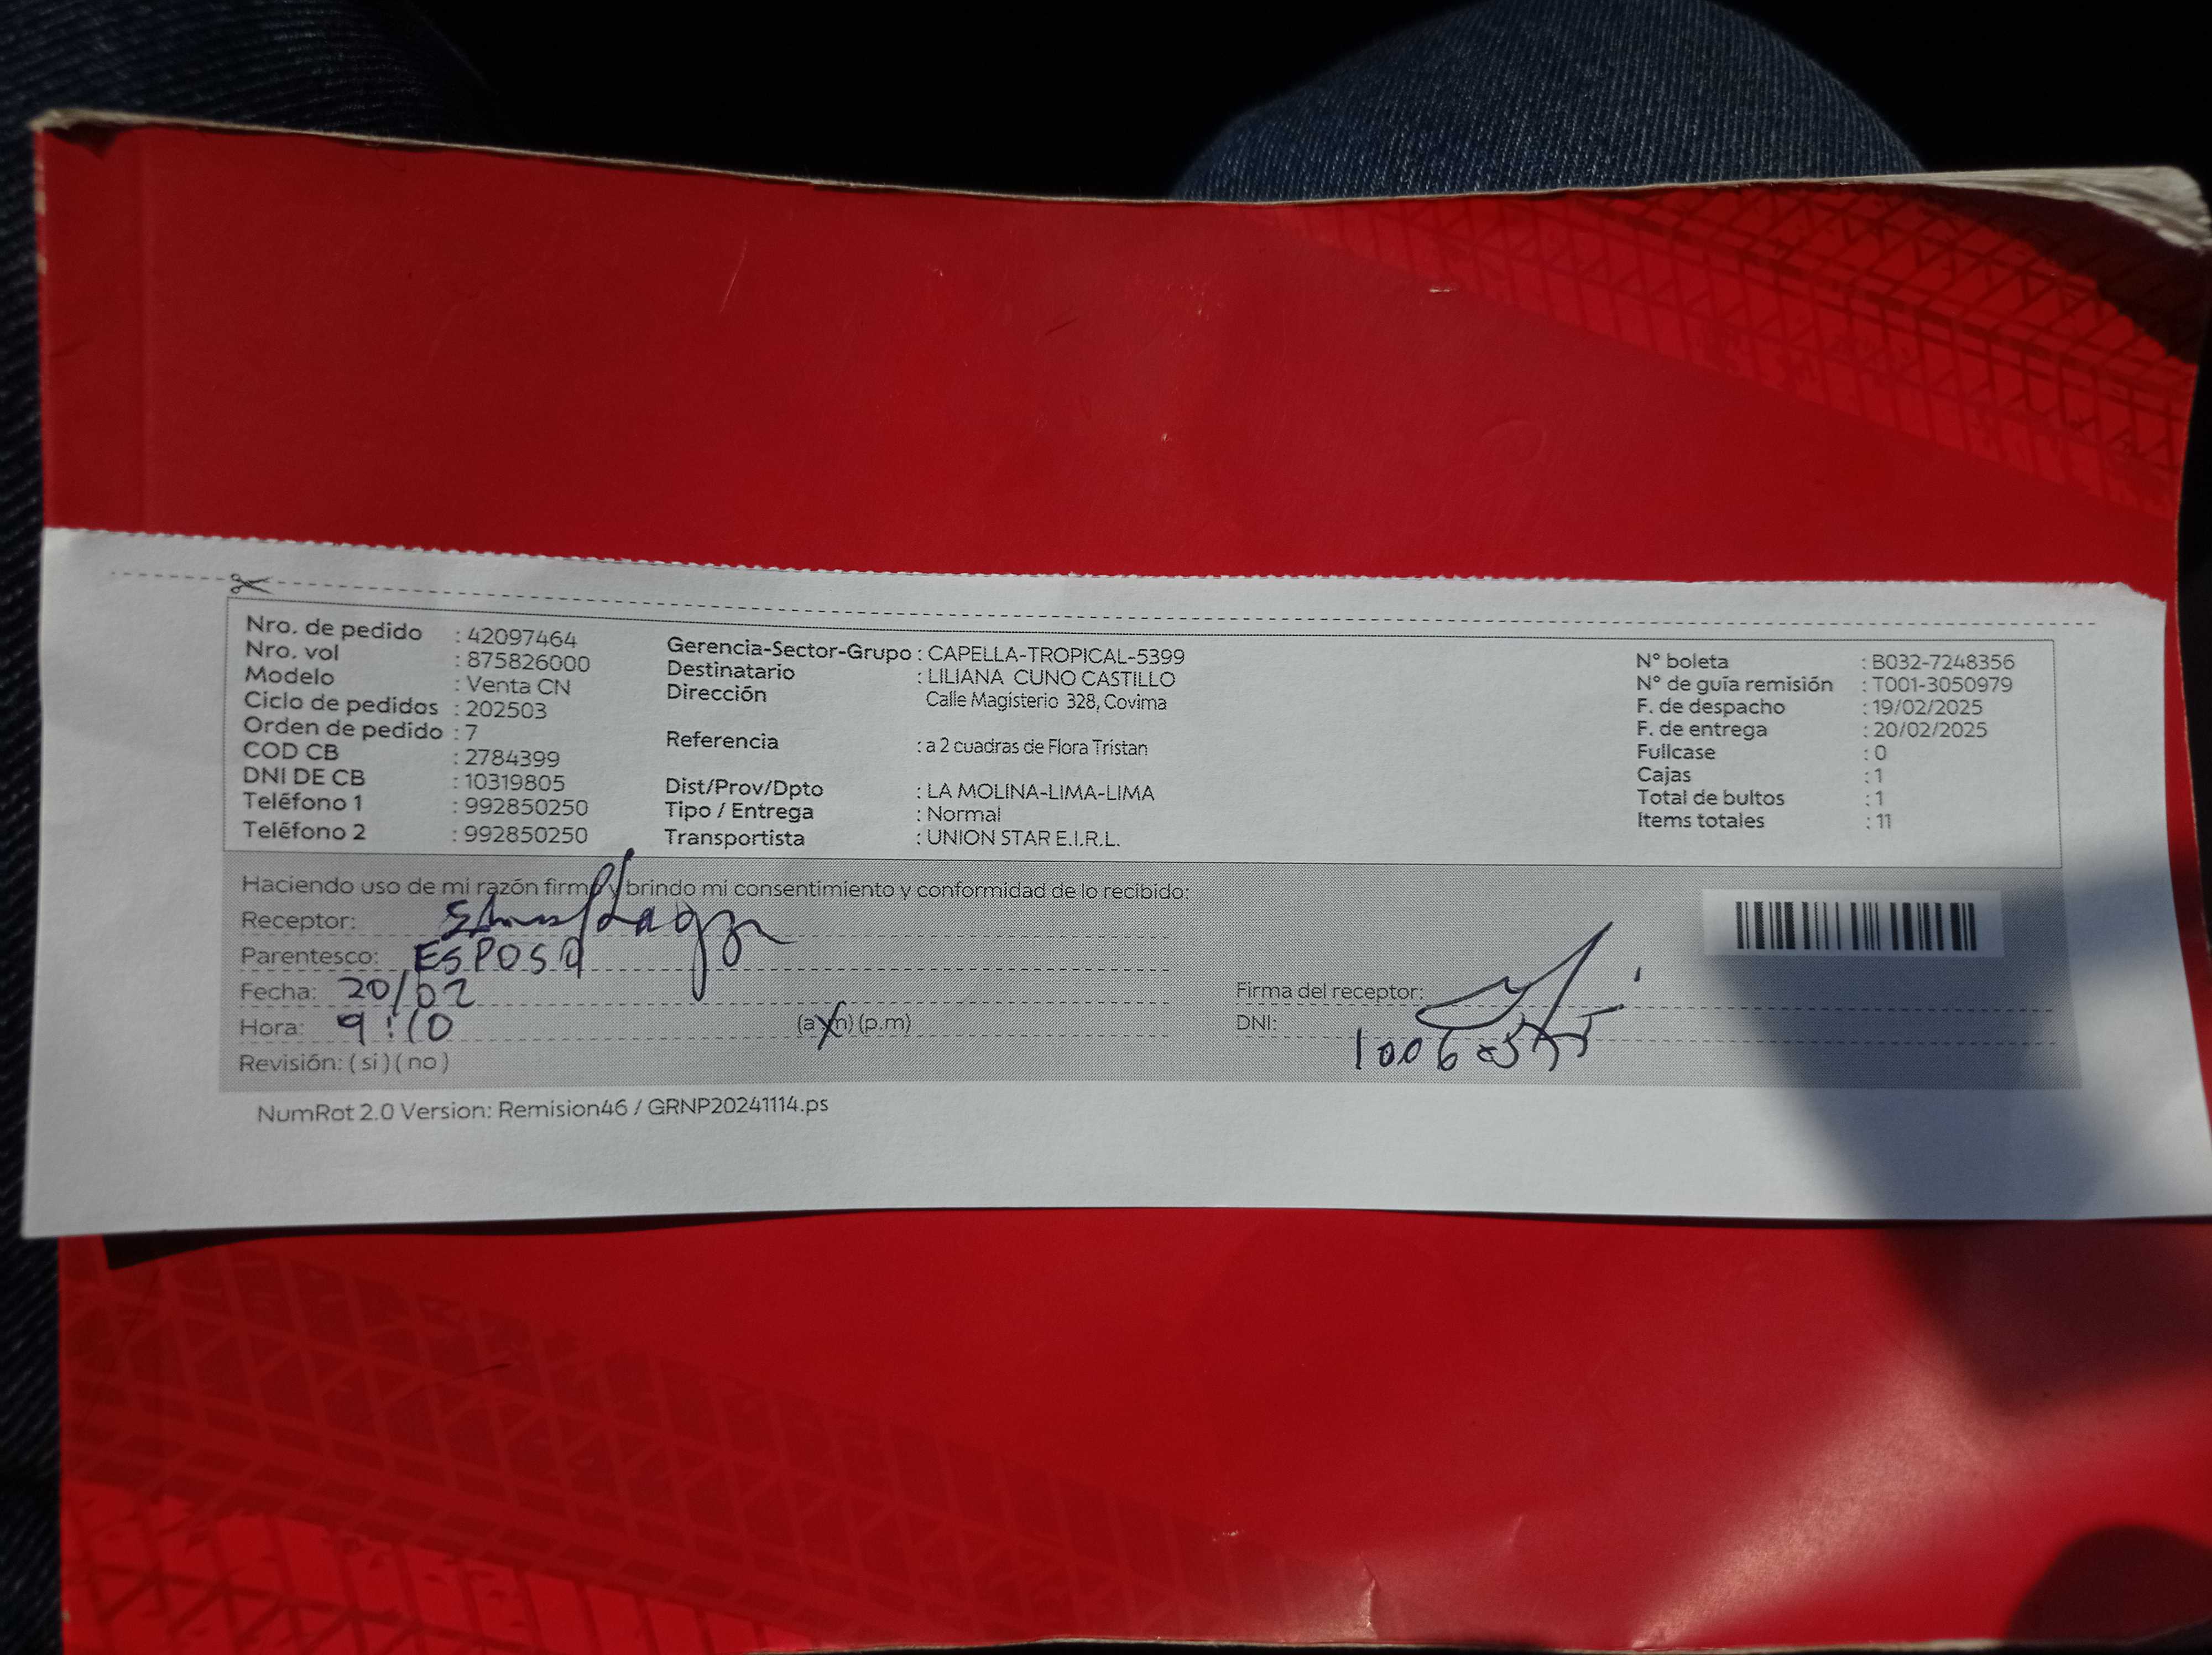 Nro. de pedido : 42097464
Nro. vol : 875826000
Modelo : Venta CN
Ciclo de pedidos : 202503
Orden de pedido : 7
COD CB : 2784399
DNI DE CB : 10319805
Teléfono 1 : 992850250
Teléfono 2 : 992850250
Gerencia-Sector-Grupo : CAPELLA-TROPICAL-5399
Destinatario : LILIANA CUNO CASTILLO
Dirección Calle Magisterio 328, Covima
Referencia : a 2 cuadras de Flora Tristan
Dist/Prov/Dpto : LA MOLINA-LIMA-LIMA
Tipo / Entrega : Normal
Transportista : UNION STAR E.I.R.L.
N° boleta : B032-7248356
N° de guía remisión : T001-3050979
F. de despacho : 19/02/2025
F. de entrega : 20/02/2025
Fullcase : 0
Cajas : 1
Total de bultos : 1
Items totales : 11
Haciendo uso de mi razón firmo y brindo mi consentimiento y conformidad de lo recibido:
Receptor:
Parentesco: ESPOSO
Fecha: 20/02
Hora: 9:10 (a.m) (p.m)
Revisión: ( si ) ( no )
Firma del receptor:
DNI:
NumRot 2.0 Version: Remision46 / GRNP20241114.ps